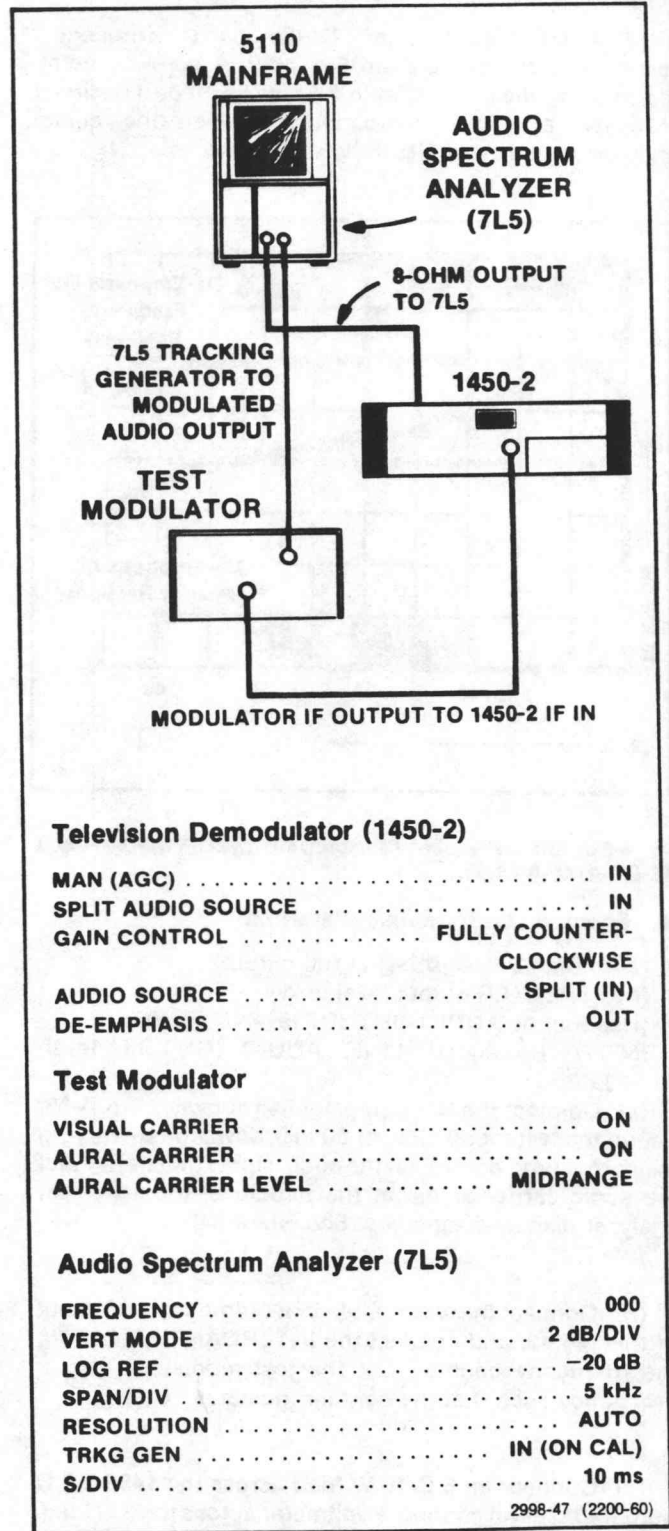 5110
MAINFRAME
AUDIO
SPECTRUM
ANALYZER
(7L5)
8-OHM OUTPUT
TO 7L5
7L5 TRACKING
GENERATOR TO
MODULATED
AUDIO OUTPUT
1450-2
TEST
MODULATOR
MODULATOR IF OUTPUT TO 1450-2 IF IN
Television Demodulator (1450-2)
MAN (AGC) . . . . . . . . . . . . . . . . . . . . . . . . . . . . . IN
SPLIT AUDIO SOURCE . . . . . . . . . . . . . . . . . . . IN
GAIN CONTROL . . . . . . . . . . . . . FULLY COUNTER-
CLOCKWISE
AUDIO SOURCE . . . . . . . . . . . . . . . . . . . SPLIT (IN)
DE-EMPHASIS . . . . . . . . . . . . . . . . . . . . . . . . . OUT
Test Modulator
VISUAL CARRIER . . . . . . . . . . . . . . . . . . . . . . . ON
AURAL CARRIER . . . . . . . . . . . . . . . . . . . . . . . . ON
AURAL CARRIER LEVEL . . . . . . . . . . . MIDRANGE
Audio Spectrum Analyzer (7L5)
FREQUENCY . . . . . . . . . . . . . . . . . . . . . . . . . . 000
VERT MODE . . . . . . . . . . . . . . . . . . . . . . 2 dB/DIV
LOG REF . . . . . . . . . . . . . . . . . . . . . . . . . . −20 dB
SPAN/DIV . . . . . . . . . . . . . . . . . . . . . . . . . . 5 kHz
RESOLUTION . . . . . . . . . . . . . . . . . . . . . . . . AUTO
TRKG GEN . . . . . . . . . . . . . . . . . . . . . IN (ON CAL)
S/DIV . . . . . . . . . . . . . . . . . . . . . . . . . . . . . 10 ms
2998-47 (2200-60)